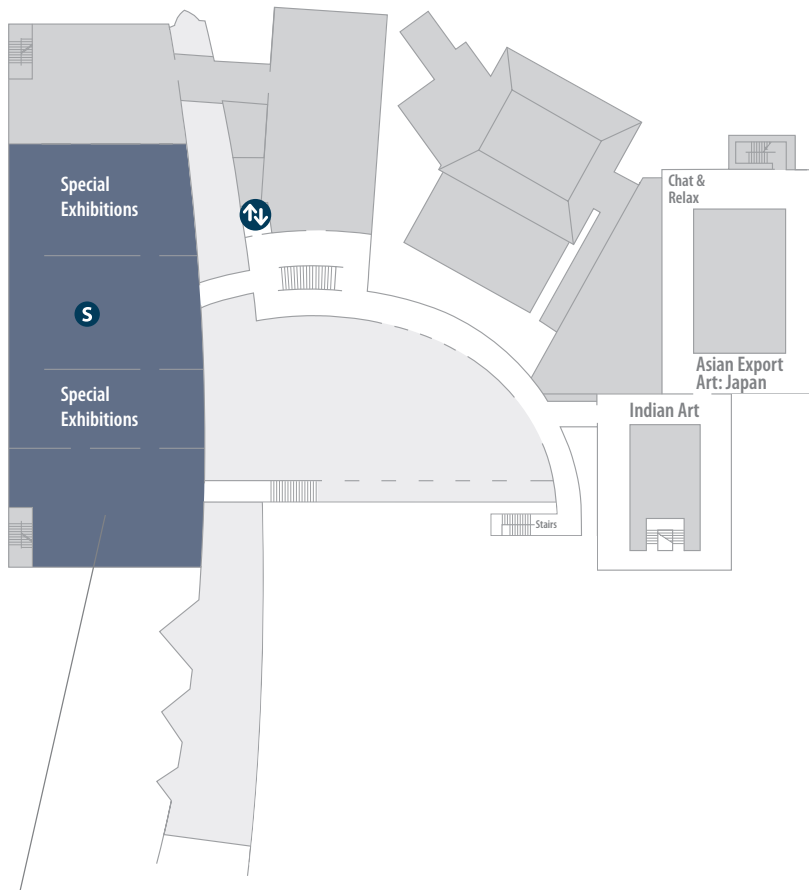 Special
Exhibitions
Chat &
Relax
S
Asian Export
Art: Japan
Special
Exhibitions
Indian Art
Stairs